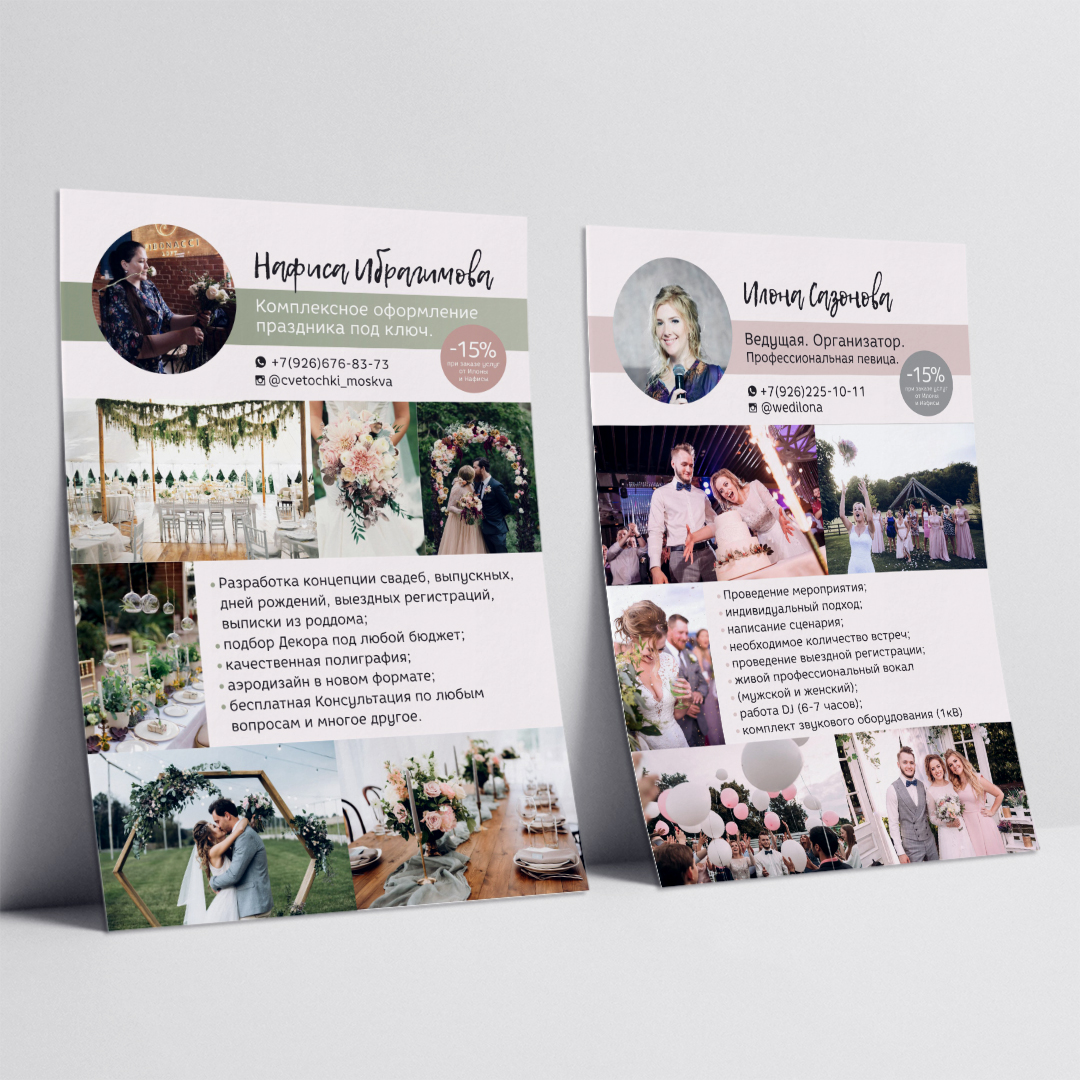 Нафиса Ибрагимова
Комплексное оформление
праздника под ключ.
+7(926)676-83-73
@cvetochki_moskva
-15%
при заказе услуг
от Илоны
и Нафисы
• Разработка концепции свадеб, выпускных,
дней рождений, выездных регистраций,
выписки из роддома;
• подбор Декора под любой бюджет;
• качественная полиграфия;
• аэродизайн в новом формате;
• бесплатная Консультация по любым
вопросам и многое другое.
Илона Сазонова
Ведущая. Организатор.
Профессиональная певица.
+7(926)225-10-11
@wedilona
-15%
при заказе услуг
от Илоны
и Нафисы
• Проведение мероприятия;
• индивидуальный подход;
• написание сценария;
• необходимое количество встреч;
• проведение выездной регистрации;
• живой профессиональный вокал
• (мужской и женский);
• работа DJ (6-7 часов);
• комплект звукового оборудования (1кВ)